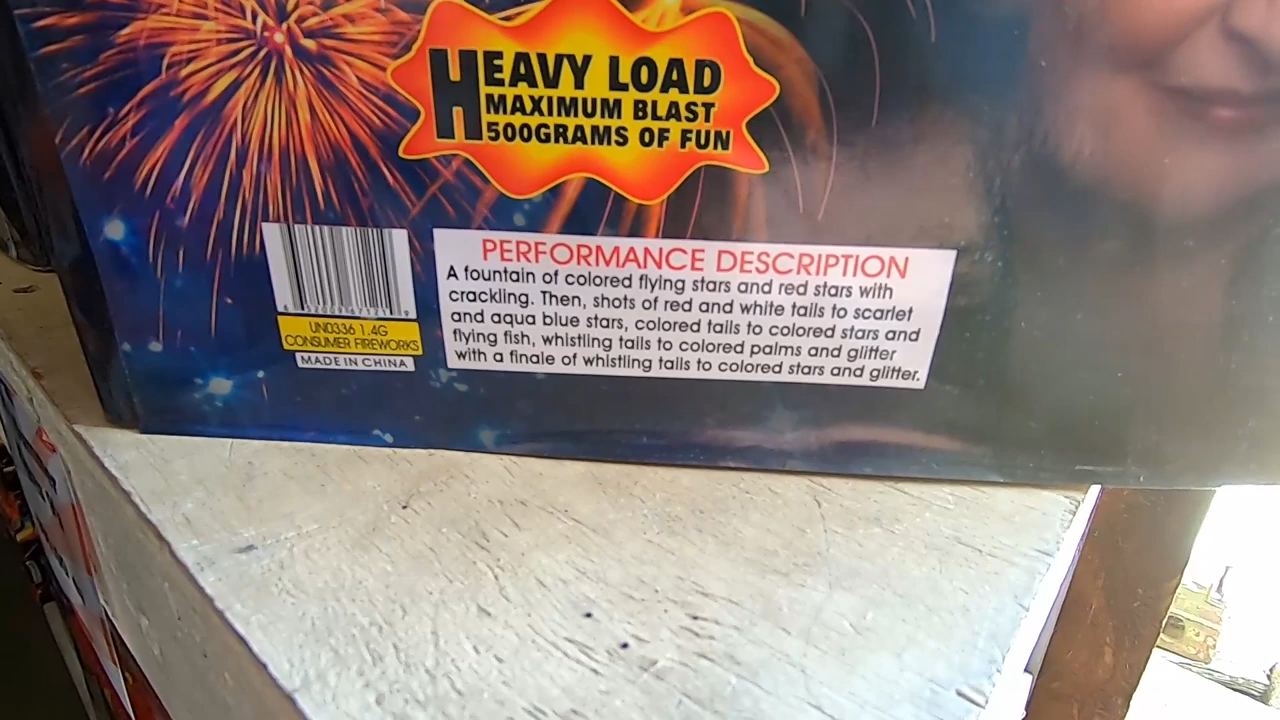 HEAVY LOAD
MAXIMUM BLAST
500GRAMS OF FUN
PERFORMANCE DESCRIPTION
A fountain of colored flying stars and red stars with
crackling. Then, shots of red and white tails to scarlet
and aqua blue stars, colored tails to colored stars and
flying fish, whistling tails to colored palms and glitter
with a finale of whistling tails to colored stars and glitter.
UN0336 1.4G
CONSUMER FIREWORKS
MADE IN CHINA